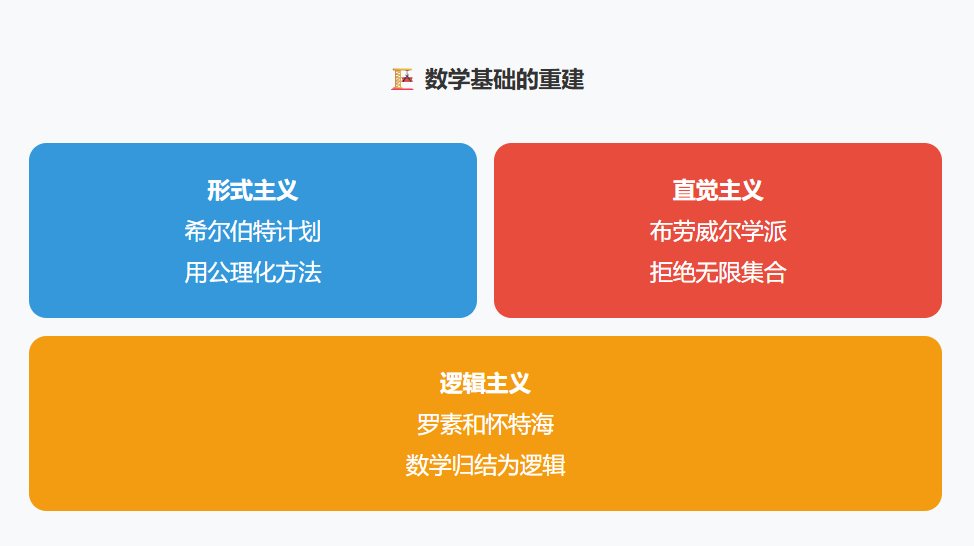 🏗️ 数学基础的重建
形式主义
希尔伯特计划
用公理化方法
直觉主义
布劳威尔学派
拒绝无限集合
逻辑主义
罗素和怀特海
数学归结为逻辑